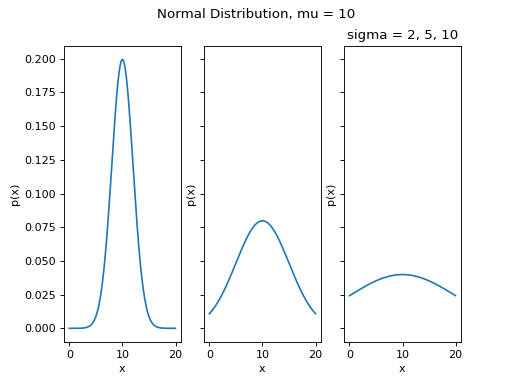 Normal Distribution, mu = 10
sigma = 2, 5, 10
0.200
0.175
0.150
0.125
0.100
0.075
0.050
0.025
0.000
p(x)
p(x)
p(x)
0 10 20
0 10 20
0 10 20
x
x
x